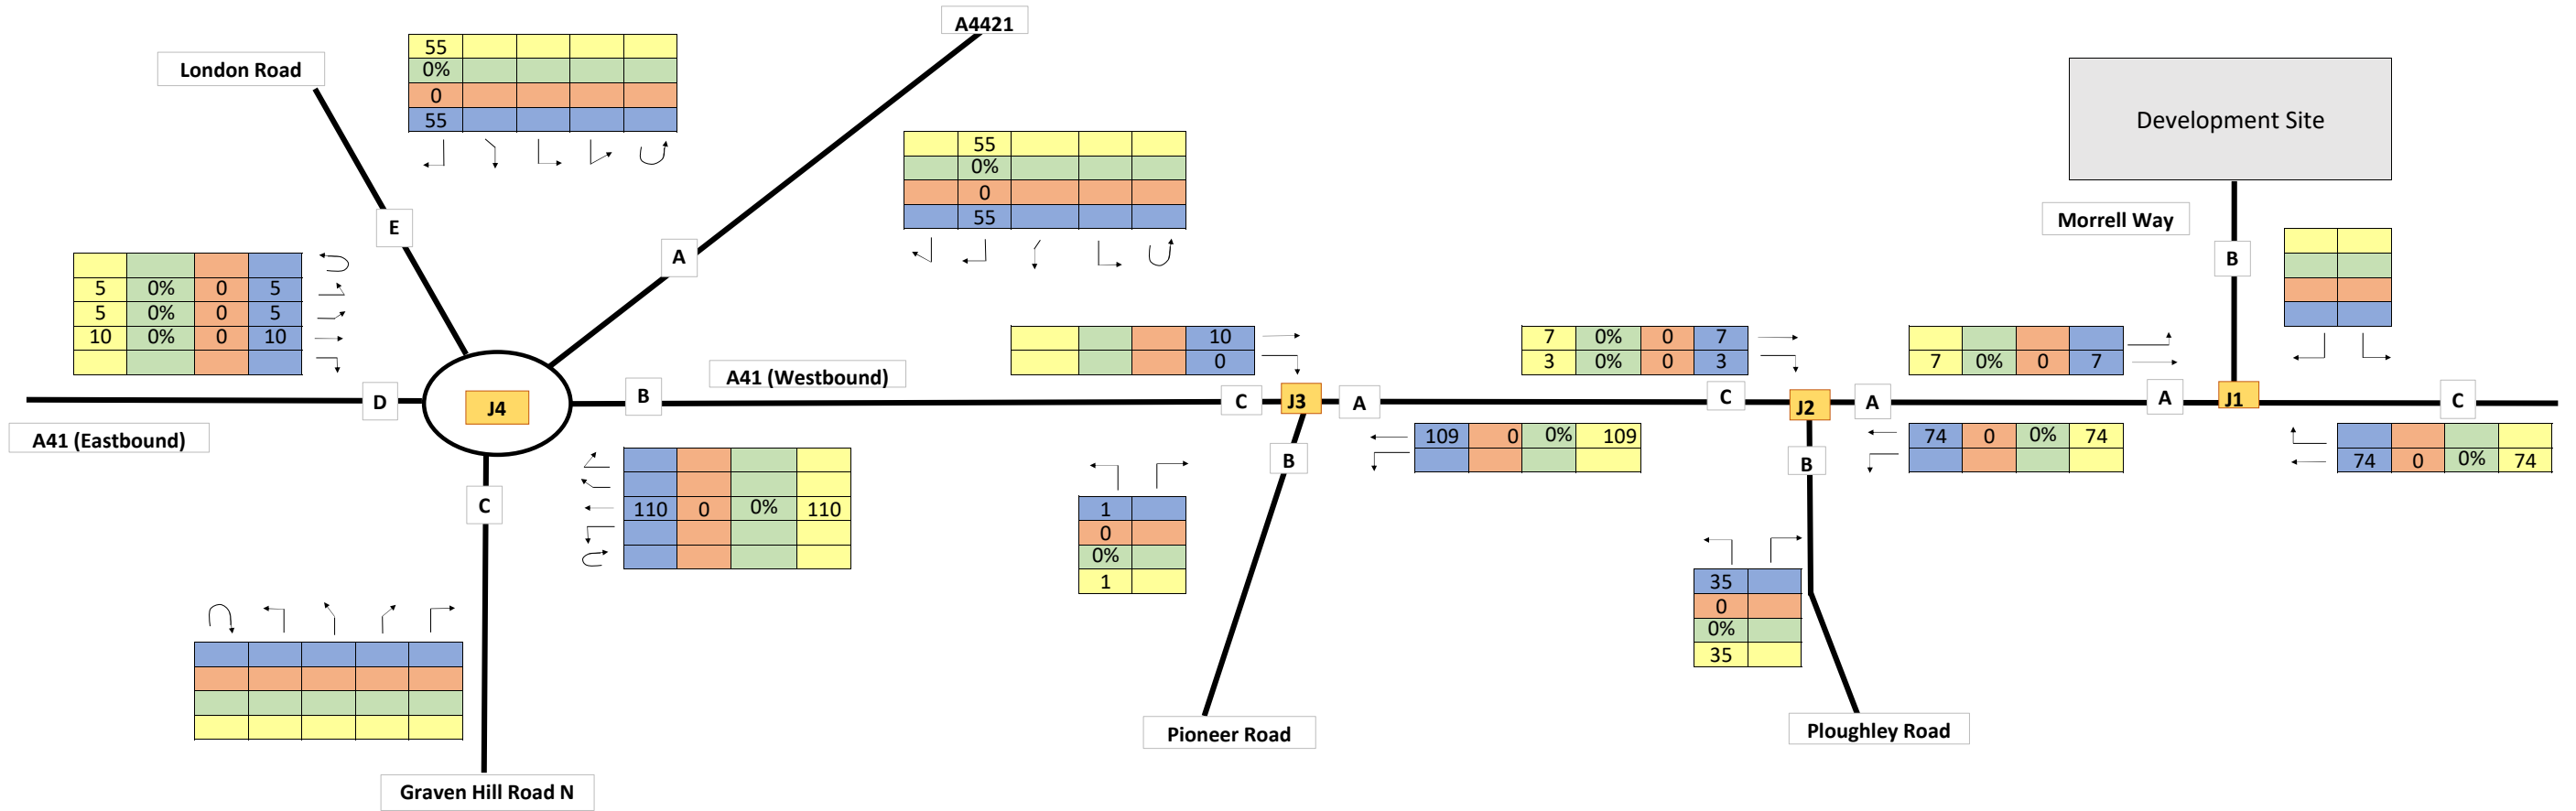 A4421
London Road
55
0%
0
55
Development Site
55
0%
0
55
Morrell Way
E
A
B
5 0% 0 5
5 0% 0 5
10 0% 0 10
10
0
7 0% 0 7
3 0% 0 3
7 0% 0 7
A41 (Westbound)
D
J4
B
C
J3
A
C
J2
A
A
J1
C
A41 (Eastbound)
109 0 0% 109
74 0 0% 74
74 0 0% 74
B
B
C
110 0 0% 110
1
0
0%
1
35
0
0%
35
Pioneer Road
Ploughley Road
Graven Hill Road N